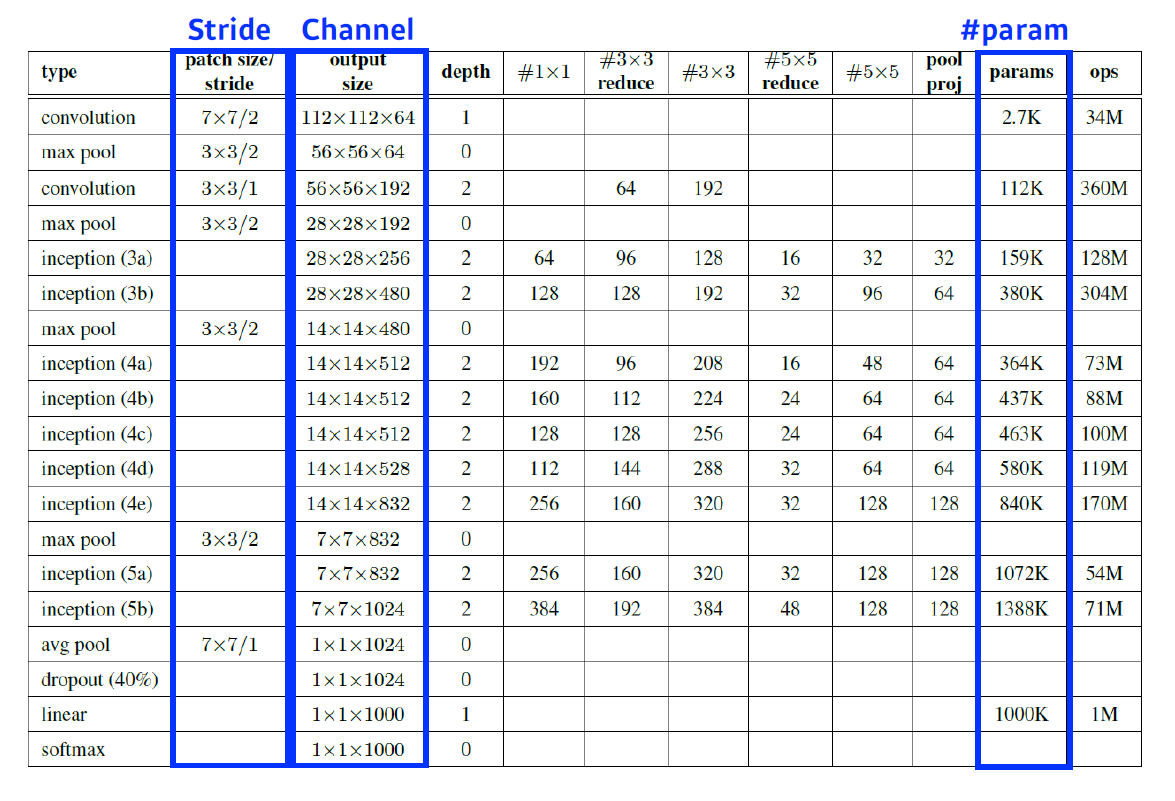 Stride Channel #param
type patch size/ stride output size depth #1×1 #3×3 reduce #3×3 #5×5 reduce #5×5 pool proj params ops
convolution 7×7/2 112×112×64 1 2.7K 34M
max pool 3×3/2 56×56×64 0
convolution 3×3/1 56×56×192 2 64 192 112K 360M
max pool 3×3/2 28×28×192 0
inception (3a) 28×28×256 2 64 96 128 16 32 32 159K 128M
inception (3b) 28×28×480 2 128 128 192 32 96 64 380K 304M
max pool 3×3/2 14×14×480 0
inception (4a) 14×14×512 2 192 96 208 16 48 64 364K 73M
inception (4b) 14×14×512 2 160 112 224 24 64 64 437K 88M
inception (4c) 14×14×512 2 128 128 256 24 64 64 463K 100M
inception (4d) 14×14×528 2 112 144 288 32 64 64 580K 119M
inception (4e) 14×14×832 2 256 160 320 32 128 128 840K 170M
max pool 3×3/2 7×7×832 0
inception (5a) 7×7×832 2 256 160 320 32 128 128 1072K 54M
inception (5b) 7×7×1024 2 384 192 384 48 128 128 1388K 71M
avg pool 7×7/1 1×1×1024 0
dropout (40%) 1×1×1024 0
linear 1×1×1000 1 1000K 1M
softmax 1×1×1000 0